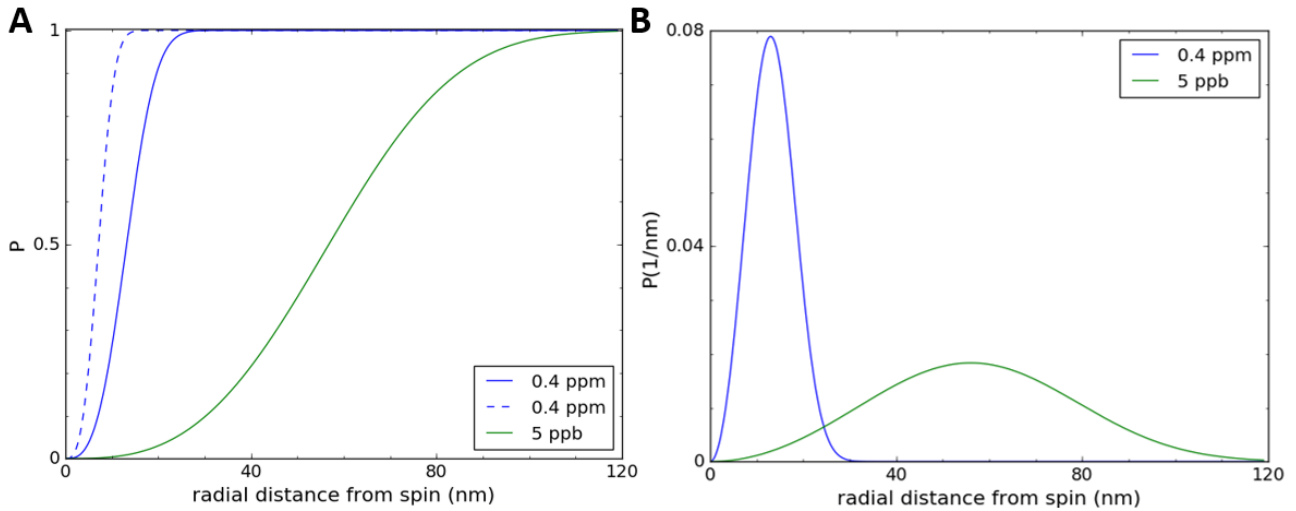 A
1
0.5
0
P
0
40
80
120
radial distance from spin (nm)
0.4 ppm
0.4 ppm
5 ppb
B
0.08
0.04
0
P(1/nm)
0
40
80
120
radial distance from spin (nm)
0.4 ppm
5 ppb